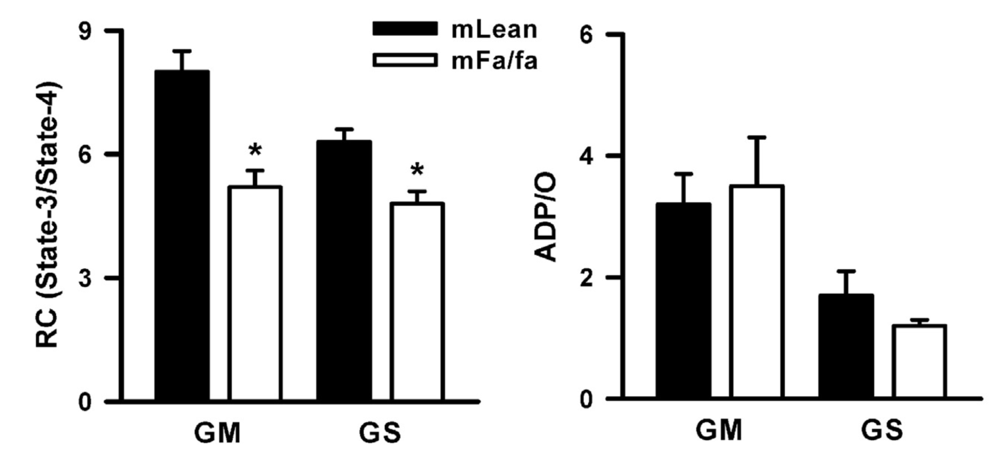 RC (State-3/State-4)
9
6
3
0
*
*
GM
GS
mLean
mFa/fa
ADP/O
6
4
2
0
GM
GS